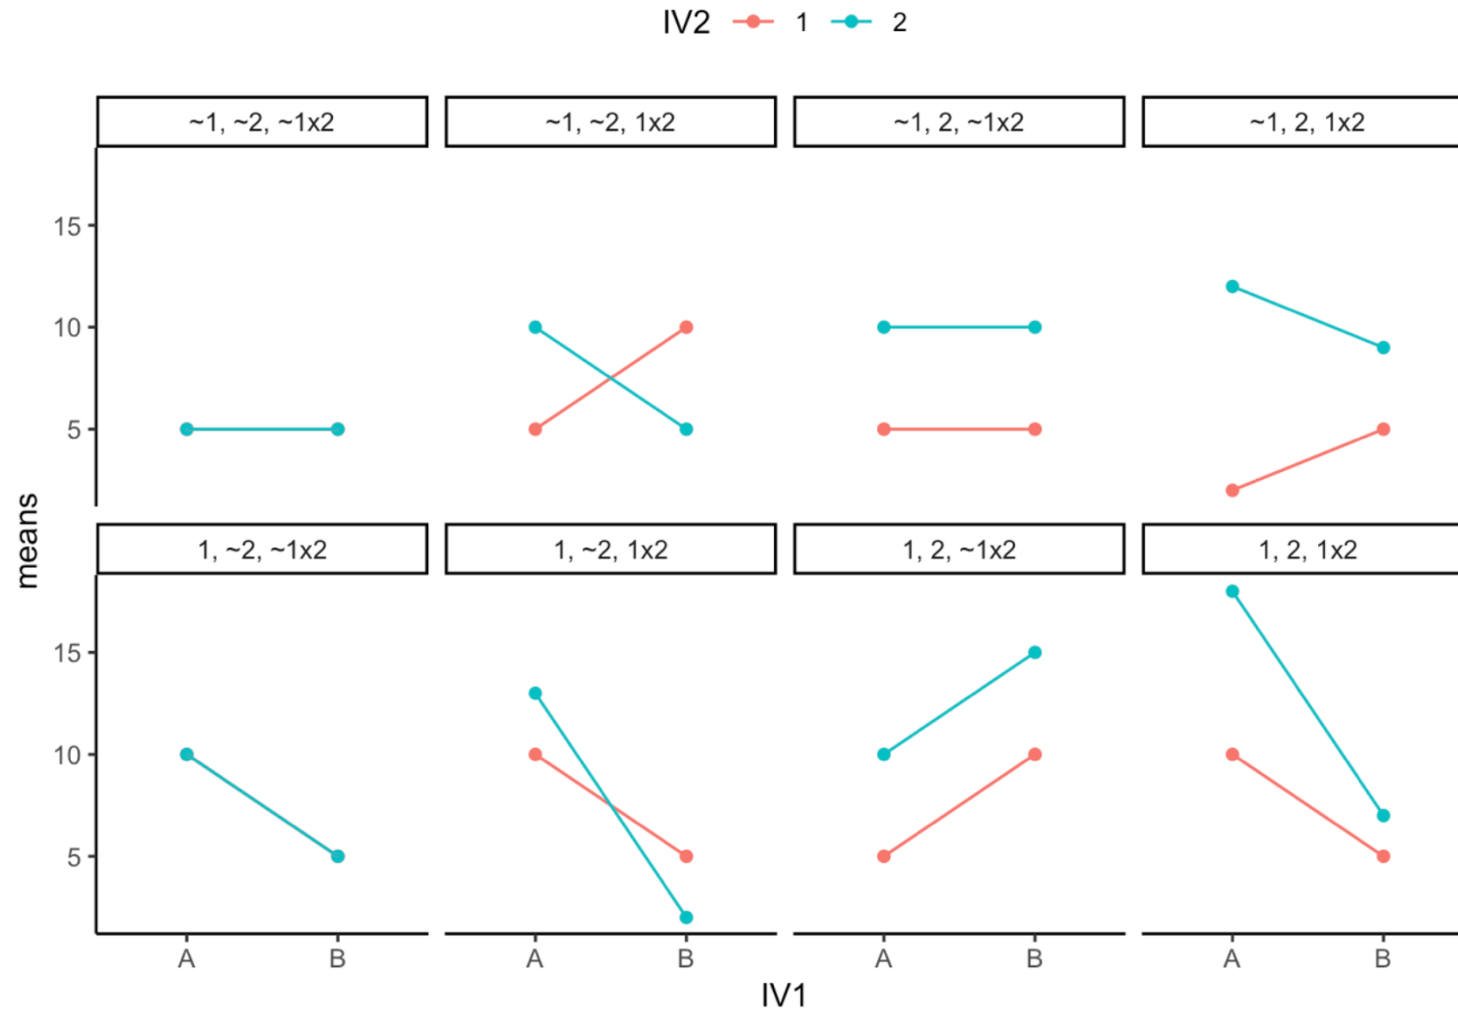 IV2 1 2
~1, ~2, ~1x2
~1, ~2, 1x2
~1, 2, ~1x2
~1, 2, 1x2
15
10
5
means
1, ~2, ~1x2
1, ~2, 1x2
1, 2, ~1x2
1, 2, 1x2
15
10
5
A B A B A B A B
IV1